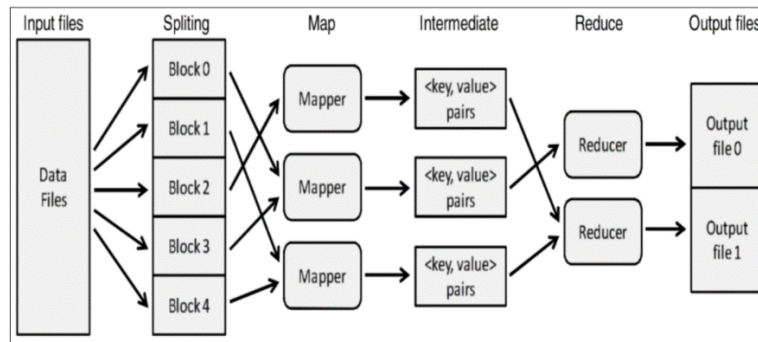 Input files
Spliting
Map
Intermediate
Reduce
Output files
Data
Files
Block 0
Block 1
Block 2
Block 3
Block 4
Mapper
Mapper
Mapper
<key, value>
pairs
<key, value>
pairs
<key, value>
pairs
Reducer
Reducer
Output
file 0
Output
file 1